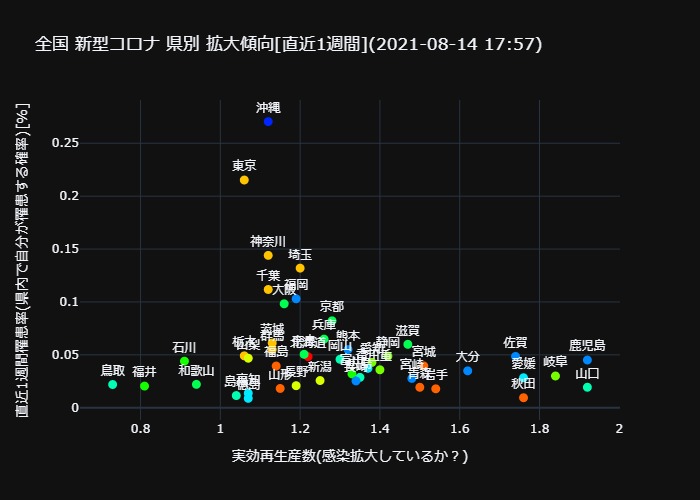 全国 新型コロナ 県別 拡大傾向[直近1週間](2021-08-14 17:57)
直近1週間罹患率(県内で自分が罹患する確率)[%]
沖縄
0.25
東京
0.2
神奈川
埼玉
0.15
千葉
福岡
大阪
0.1
京都
兵庫
茨城
熊本
滋賀
群馬
栃木
岡山
静岡
佐賀
鹿児島
石川
福島
宮城
0.05
大分
愛媛
岐阜
鳥取
福井
和歌山
山形
長野
新潟
岩手
秋田
山口
0
0.8
1
1.2
1.4
1.6
1.8
2
実効再生産数(感染拡大しているか？)